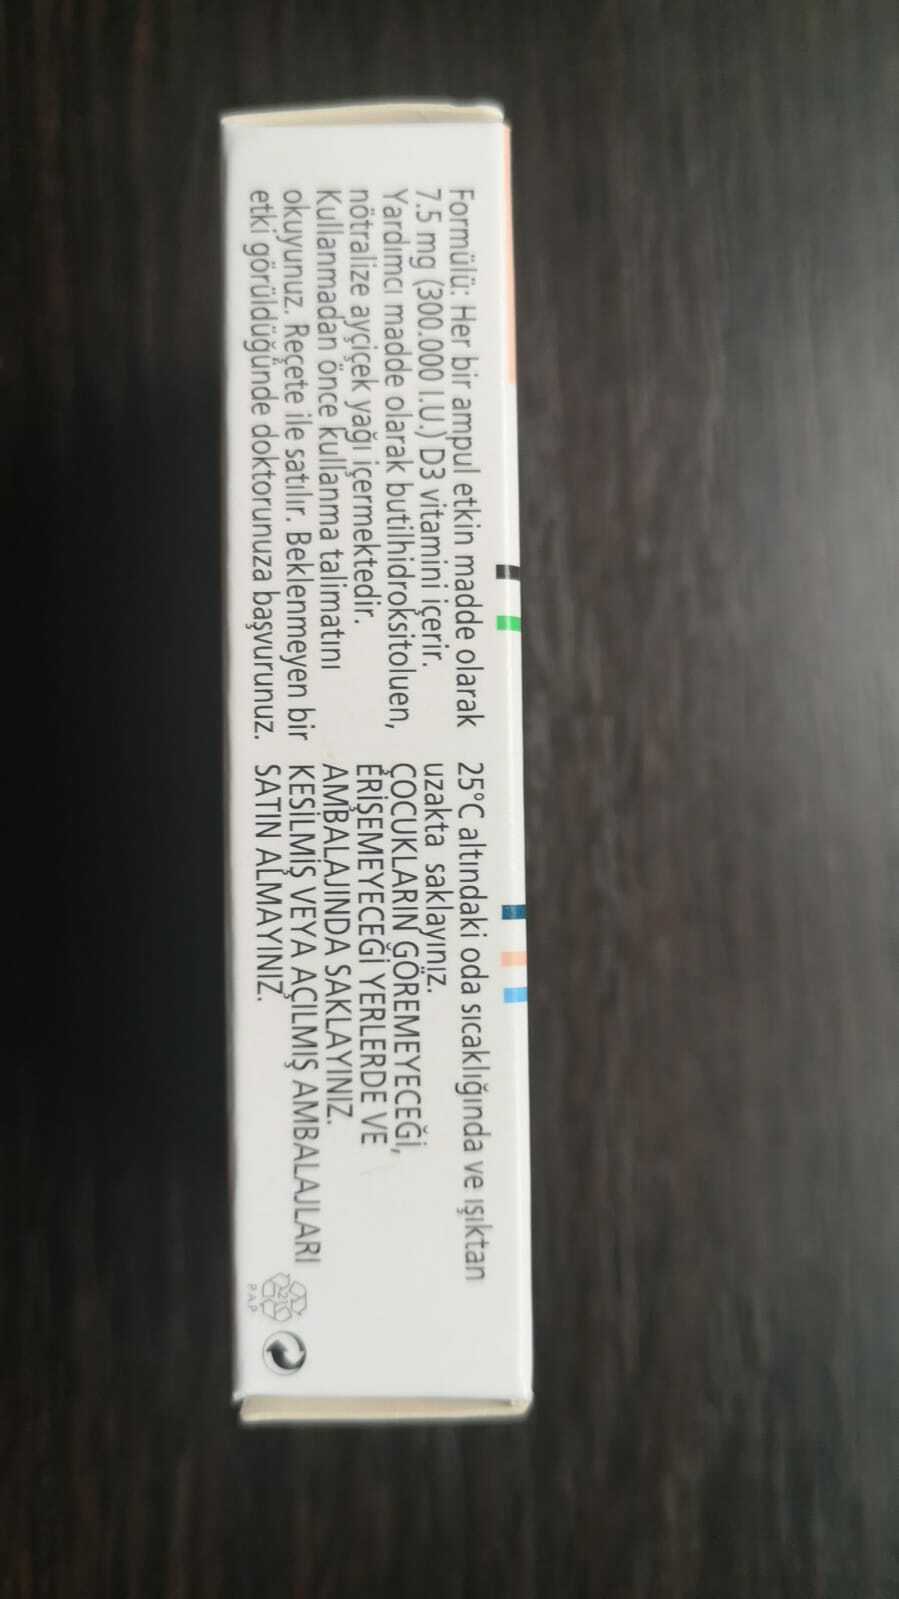 Formülü: Her bir ampul etkin madde olarak
7.5 mg (300.000 I.U.) D3 vitamini içerir.
Yardımcı madde olarak butilhidroksitoluen,
nötralize ayçiçek yağı içermektedir.
Kullanmadan önce kullanma talimatını
okuyunuz. Reçete ile satılır. Beklenmeyen bir
etki görüldüğünde doktorunuza başvurunuz.
25°C altındaki oda sıcaklığında ve ışıktan
uzakta saklayınız.
ÇOCUKLARIN GÖREMEYECEĞİ,
ERİŞEMEYECEĞİ YERLERDE VE
AMBALAJINDA SAKLAYINIZ.
KESİLMİŞ VEYA AÇILMIŞ AMBALAJLARI
SATIN ALMAYINIZ.
21
PAP